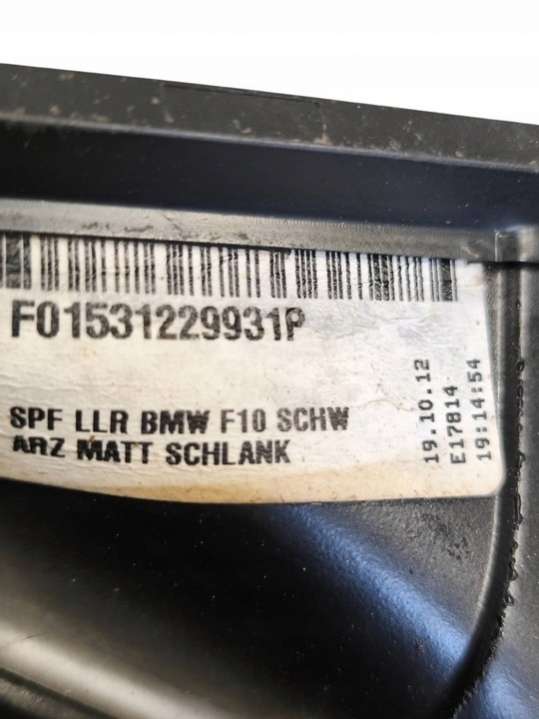 F01531229931P
SPF LLR BMW F10 SCHW
ARZ MATT SCHLANK
19.10.12
E17814
19:14:54